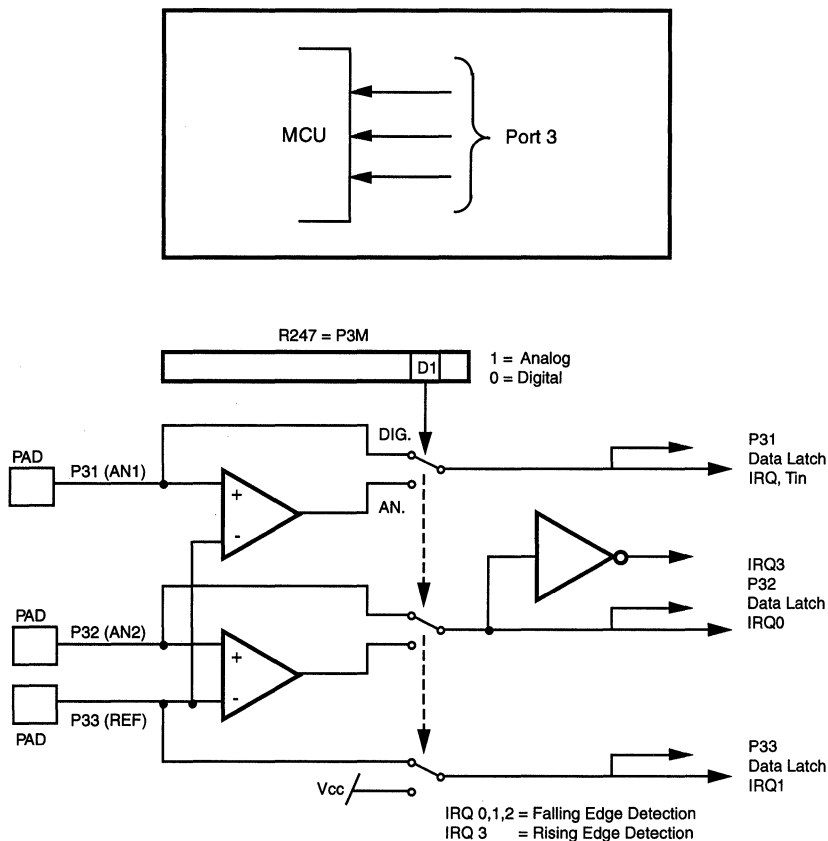 MCU
Port 3
R247 = P3M
D1
1 = Analog
0 = Digital
DIG.
AN.
PAD
P31 (AN1)
+
-
P31
Data Latch
IRQ, Tin
IRQ3
P32
Data Latch
IRQ0
PAD
P32 (AN2)
+
-
P33 (REF)
PAD
Vcc
P33
Data Latch
IRQ1
IRQ 0,1,2 = Falling Edge Detection
IRQ 3 = Rising Edge Detection